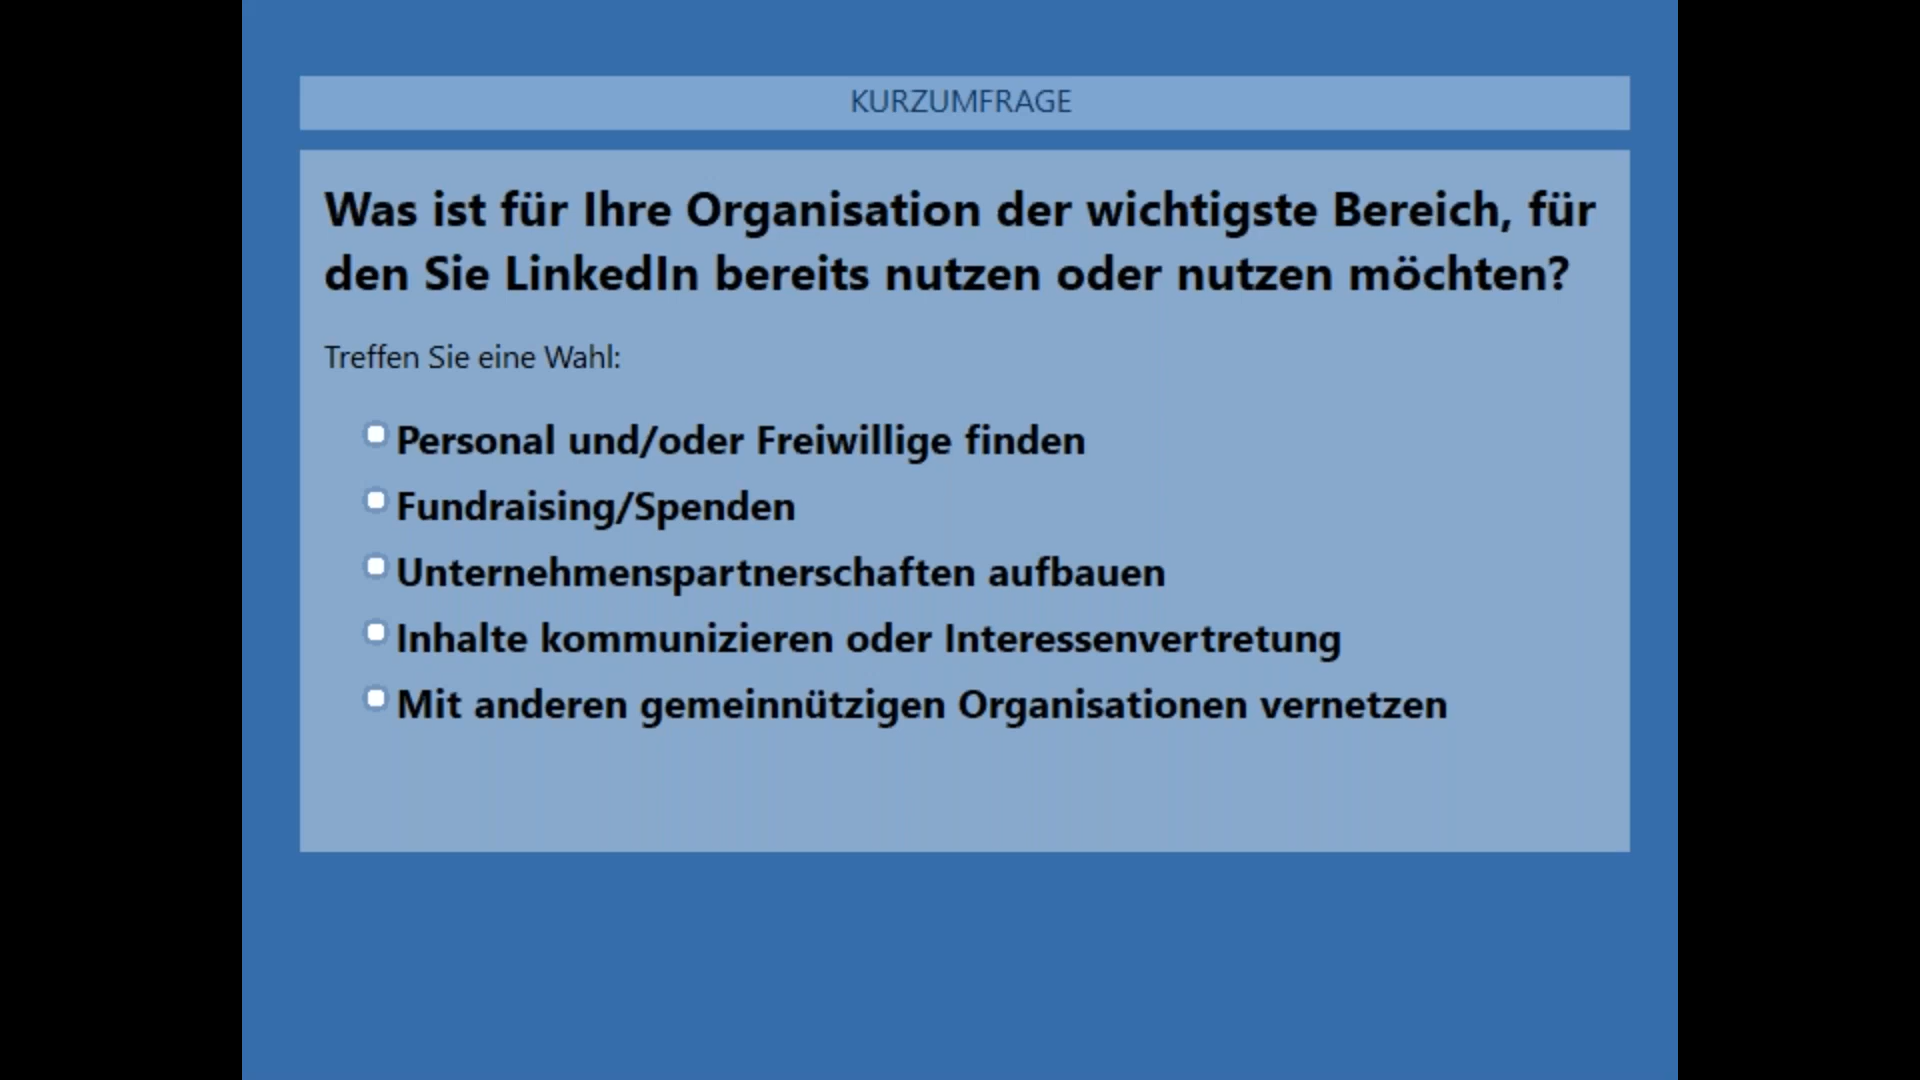 KURZUMFRAGE
Was ist für Ihre Organisation der wichtigste Bereich, für
den Sie LinkedIn bereits nutzen oder nutzen möchten?
Treffen Sie eine Wahl:
Personal und/oder Freiwillige finden
Fundraising/Spenden
Unternehmenspartnerschaften aufbauen
Inhalte kommunizieren oder Interessenvertretung
Mit anderen gemeinnützigen Organisationen vernetzen